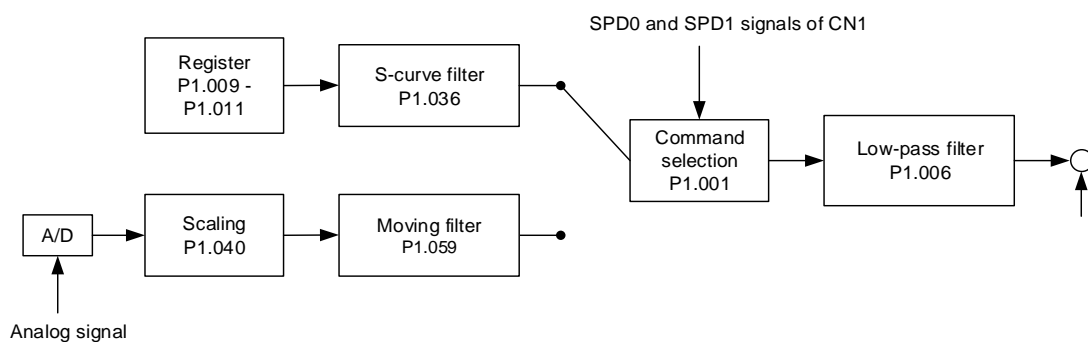 SPD0 and SPD1 signals of CN1
Register
P1.009 -
P1.011
S-curve filter
P1.036
Command
selection
P1.001
Low-pass filter
P1.006
A/D
Scaling
P1.040
Moving filter
P1.059
Analog signal